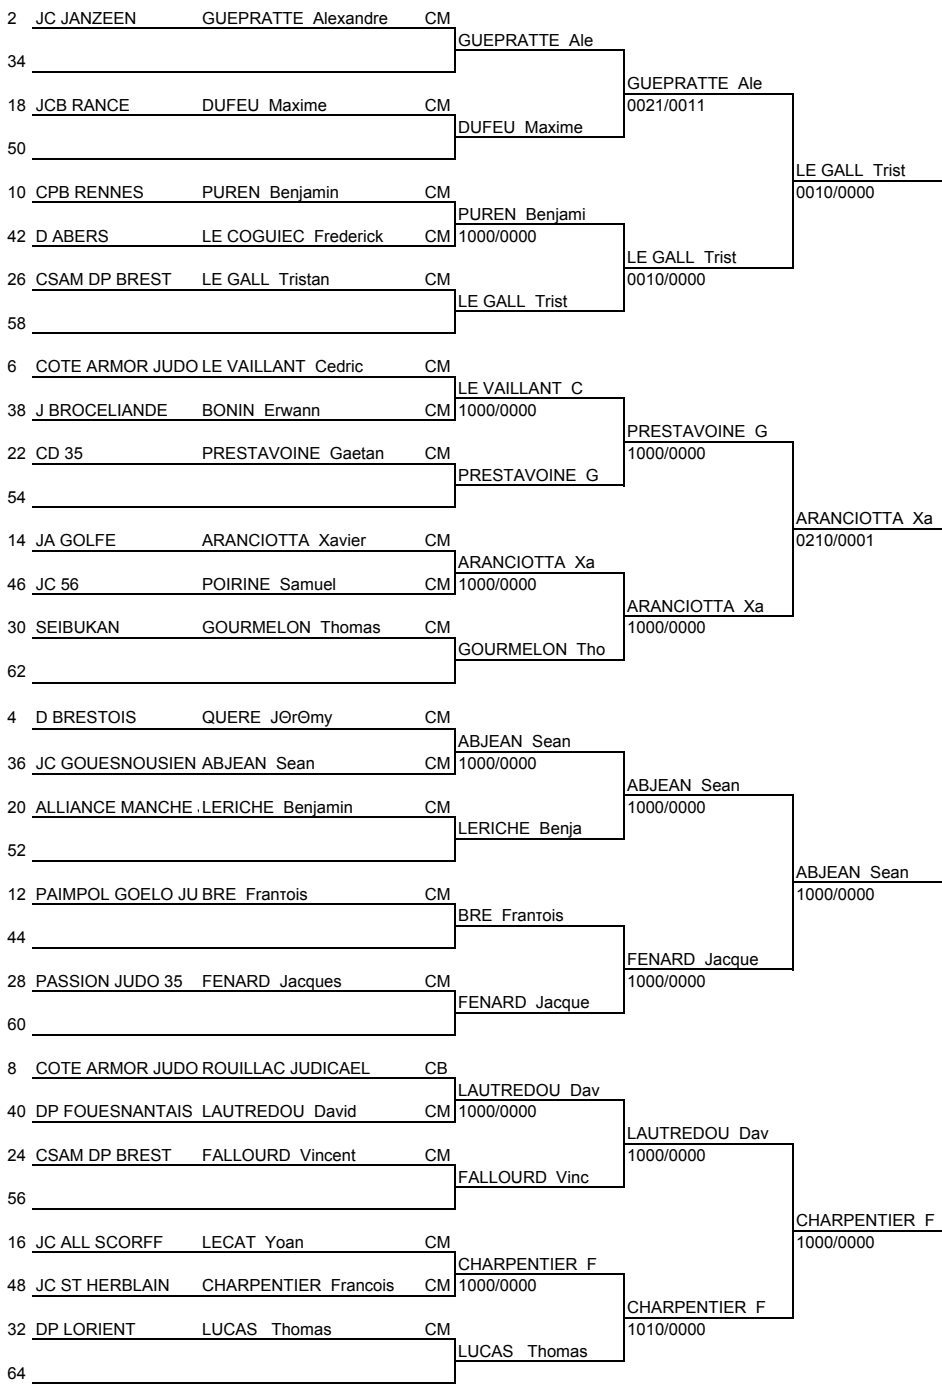 2 JC JANZEEN GUEPRATTE Alexandre CM
GUEPRATTE Ale
34
GUEPRATTE Ale
18 JCB RANCE DUFEU Maxime CM 0021/0011
DUFEU Maxime
50
LE GALL Trist
10 CPB RENNES PUREN Benjamin CM 0010/0000
PUREN Benjami
42 D ABERS LE COGUIEC Frederick CM 1000/0000
LE GALL Trist
26 CSAM DP BREST LE GALL Tristan CM 0010/0000
LE GALL Trist
58
6 COTE ARMOR JUDO LE VAILLANT Cedric CM
LE VAILLANT C
38 J BROCELIANDE BONIN Erwann CM 1000/0000
PRESTAVOINE G
22 CD 35 PRESTAVOINE Gaetan CM 1000/0000
PRESTAVOINE G
54
ARANCIOTTA Xa
14 JA GOLFE ARANCIOTTA Xavier CM 0210/0001
ARANCIOTTA Xa
46 JC 56 POIRINE Samuel CM 1000/0000
ARANCIOTTA Xa
30 SEIBUKAN GOURMELON Thomas CM 1000/0000
GOURMELON Tho
62
4 D BRESTOIS QUERE JΘrΘmy CM
ABJEAN Sean
36 JC GOUESNOUSIEN ABJEAN Sean CM 1000/0000
ABJEAN Sean
20 ALLIANCE MANCHE LERICHE Benjamin CM 1000/0000
LERICHE Benja
52
ABJEAN Sean
12 PAIMPOL GOELO JU BRE Franτois CM 1000/0000
BRE Franτois
44
FENARD Jacque
28 PASSION JUDO 35 FENARD Jacques CM 1000/0000
FENARD Jacque
60
8 COTE ARMOR JUDO ROUILLAC JUDICAEL CB
LAUTREDOU Dav
40 DP FOUESNANTAIS LAUTREDOU David CM 1000/0000
LAUTREDOU Dav
24 CSAM DP BREST FALLOURD Vincent CM 1000/0000
FALLOURD Vinc
56
CHARPENTIER F
16 JC ALL SCORFF LECAT Yoan CM 1000/0000
CHARPENTIER F
48 JC ST HERBLAIN CHARPENTIER Francois CM 1000/0000
CHARPENTIER F
32 DP LORIENT LUCAS Thomas CM 1010/0000
LUCAS Thomas
64